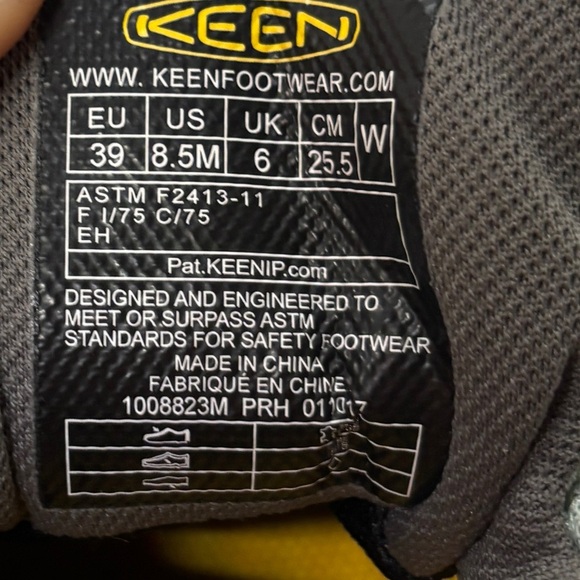 KEEN
WWW. KEENFOOTWEAR.COM
EU US UK CM W
39 8.5M 6 25.5
ASTM F2413-11
F I/75 C/75
EH
Pat.KEENIP.com
DESIGNED AND ENGINEERED TO
MEET OR SURPASS ASTM
STANDARDS FOR SAFETY FOOTWEAR
MADE IN CHINA
FABRIQUÉ EN CHINE
1008823M PRH